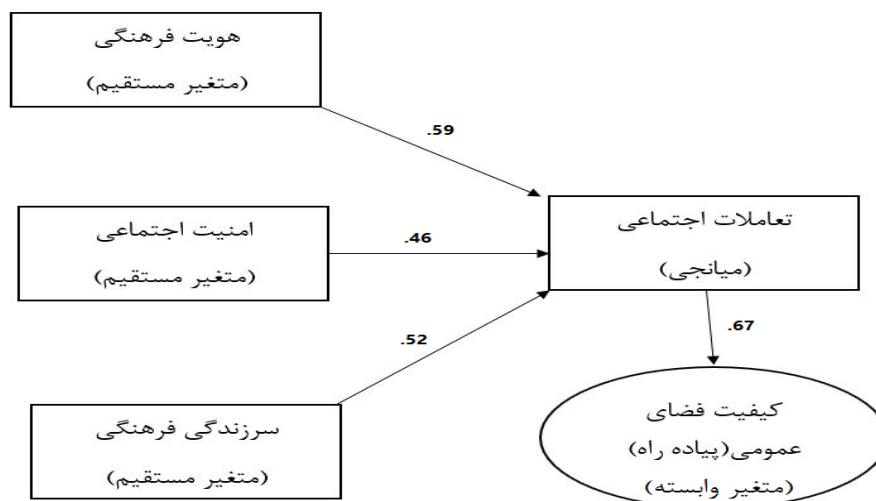 هویت فرهنگی
(متغیر مستقیم)
.59
امنیت اجتماعی
(متغیر مستقیم)
.46
تعاملات اجتماعی
(میانجی)
.52
.67
سرزندگی فرهنگی
(متغیر مستقیم)
کیفیت فضای
عمومی(پیاده راه)
(متغیر وابسته)